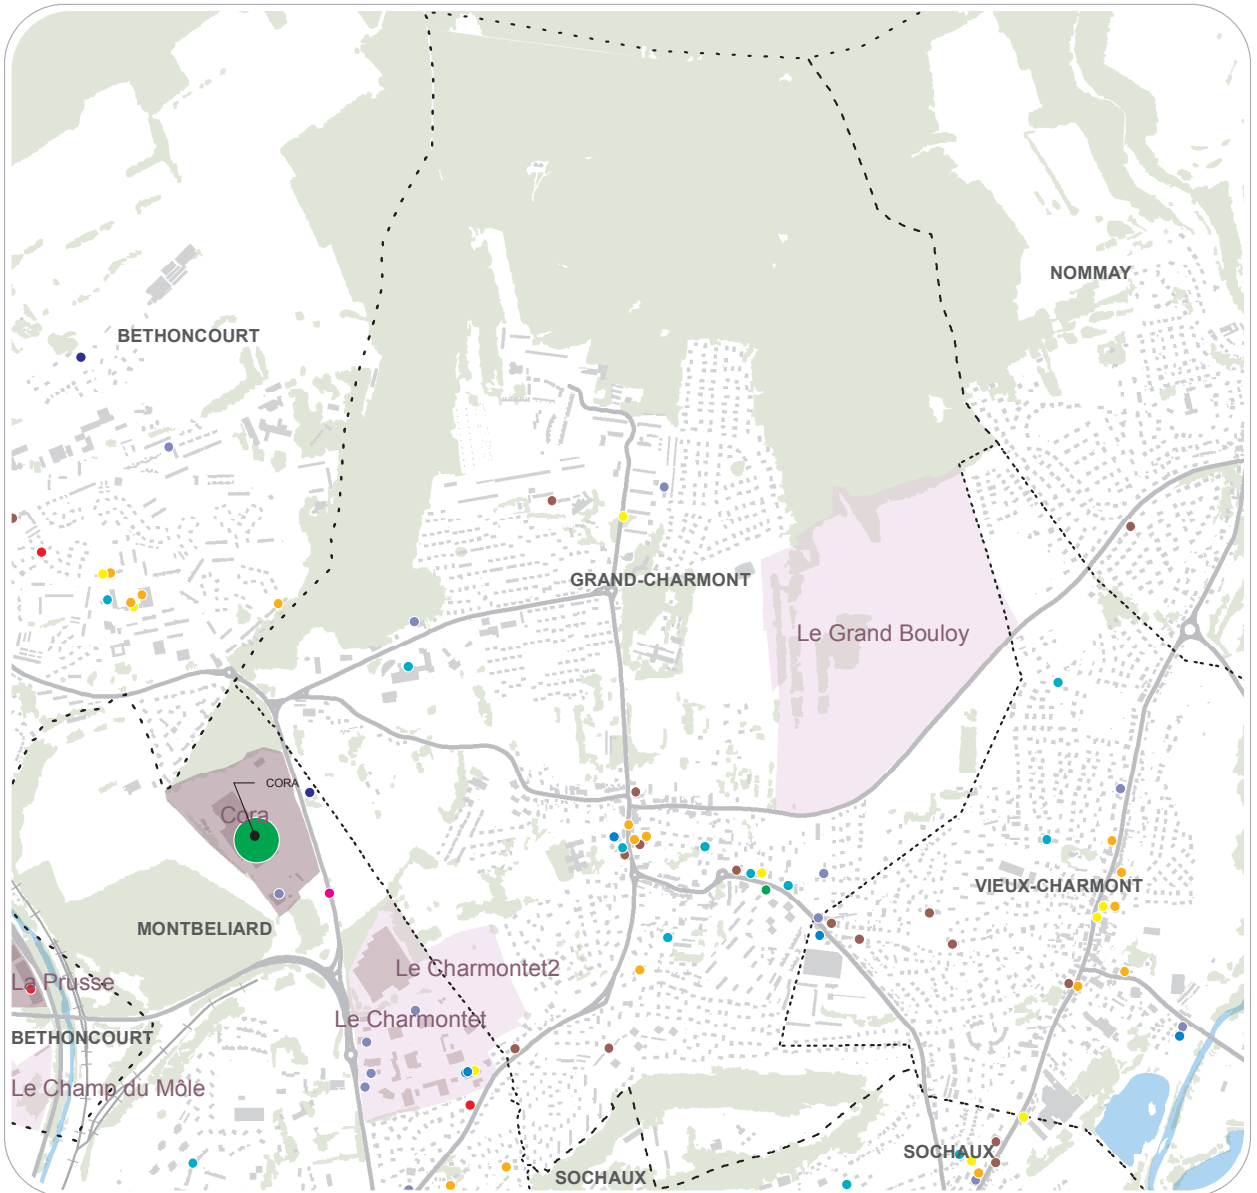 NOMMAY
BETHONCOURT
GRAND-CHARMONT
Le Grand Bouloy
CORA
Cora
VIEUX-CHARMONT
MONTBELIARD
Le Charmontet2
La Prusse
Le Charmontet
BETHONCOURT
Le Champ du Môle
SOCHAUX
SOCHAUX